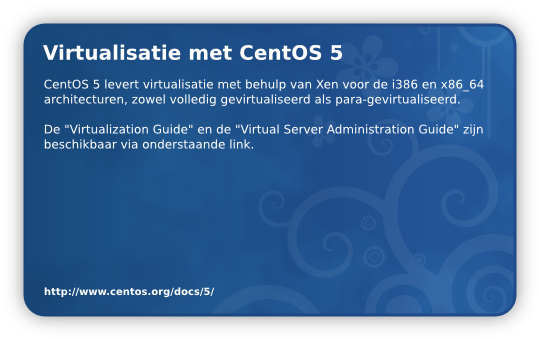 Virtualisatie met CentOS 5
CentOS 5 levert virtualisatie met behulp van Xen voor de i386 en x86_64
architecturen, zowel volledig gevirtualiseerd als para-gevirtualiseerd.
De "Virtualization Guide" en de "Virtual Server Administration Guide" zijn
beschikbaar via onderstaande link.
http://www.centos.org/docs/5/